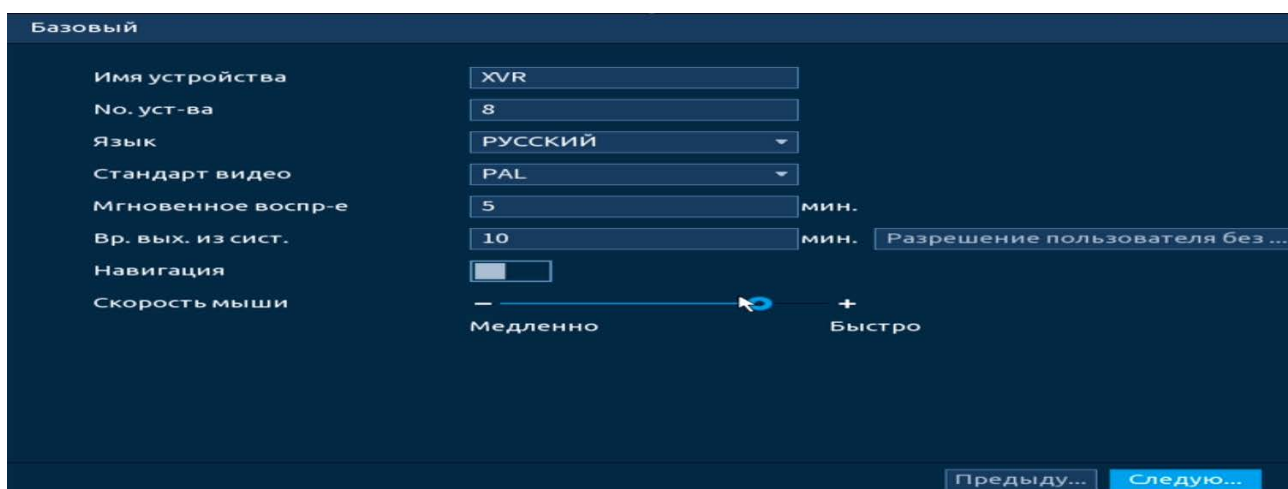 Базовый
Имя устройства XVR
No. уст-ва 8
Язык РУССКИЙ
Стандарт видео PAL
Мгновенное воспр-е 5 мин.
Вр. вых. из сист. 10 мин. Разрешение пользователя без ...
Навигация
Скорость мыши − +
Медленно Быстро
Предыду... Следую...